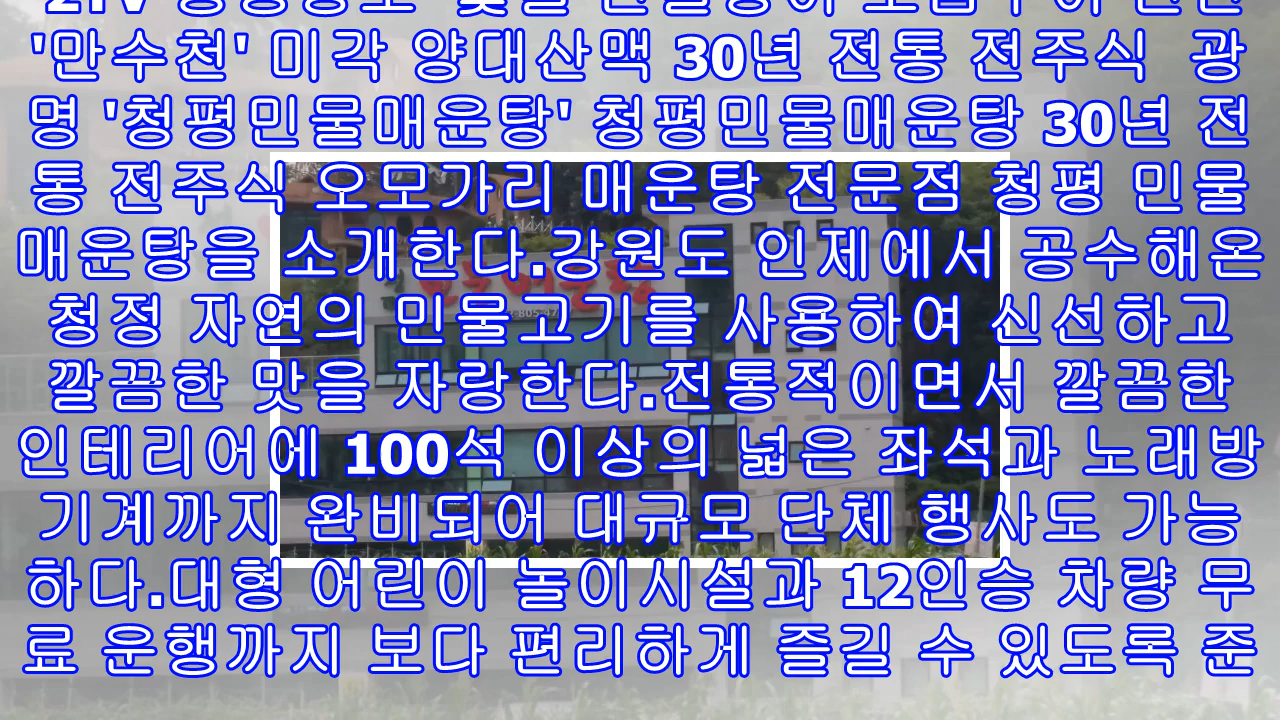 '만수천' 미각 양대산맥 30년 전통 전주식 광
명 '청평민물매운탕' 청평민물매운탕 30년 전
통 전주식 오모가리 매운탕 전문점 청평 민물
매운탕을 소개한다.강원도 인제에서 공수해온
청정 자연의 민물고기를 사용하여 신선하고
깔끔한 맛을 자랑한다.전통적이면서 깔끔한
인테리어에 100석 이상의 넓은 좌석과 노래방
기계까지 완비되어 대규모 단체 행사도 가능
하다.대형 어린이 놀이시설과 12인승 차량 무
료 운행까지 보다 편리하게 즐길 수 있도록 준